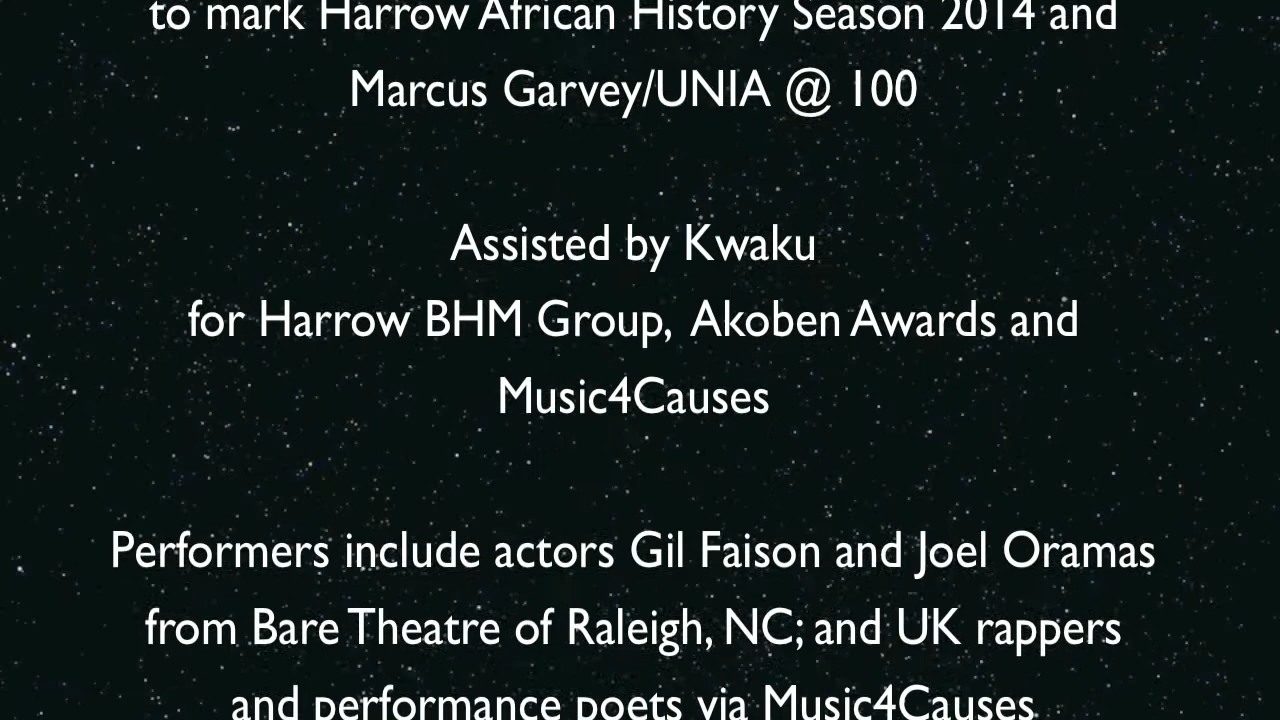 to mark Harrow African History Season 2014 and
Marcus Garvey/UNIA @ 100
Assisted by Kwaku
for Harrow BHM Group, Akoben Awards and
Music4Causes
Performers include actors Gil Faison and Joel Oramas
from Bare Theatre of Raleigh, NC; and UK rappers
and performance poets via Music4Causes